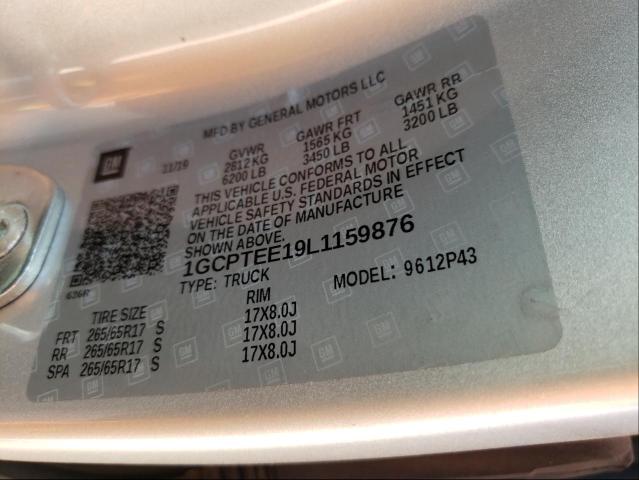 MFD BY GENERAL MOTORS LLC
GM 11/19 GVWR GAWR FRT GAWR RR
2812 KG 1565 KG 1451 KG
6200 LB 3450 LB 3200 LB
THIS VEHICLE CONFORMS TO ALL
APPLICABLE U.S. FEDERAL MOTOR
VEHICLE SAFETY STANDARDS IN EFFECT
ON THE DATE OF MANUFACTURE
SHOWN ABOVE.
1GCPTEE19L1159876
TYPE: TRUCK MODEL: 9612P43
TIRE SIZE RIM
FRT 265/65R17 S 17X8.0J
RR 265/65R17 S 17X8.0J
SPA 265/65R17 S 17X8.0J